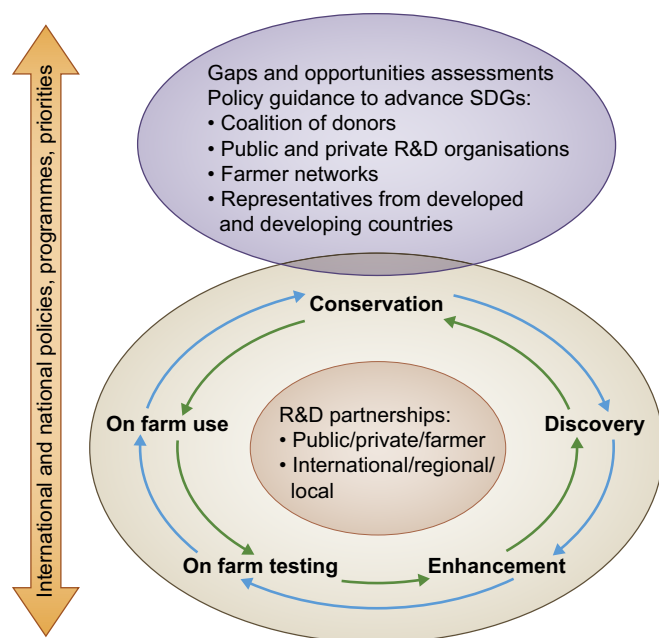 International and national policies, programmes, priorities
Gaps and opportunities assessments
Policy guidance to advance SDGs:
• Coalition of donors
• Public and private R&D organisations
• Farmer networks
• Representatives from developed
and developing countries
Conservation
On farm use
R&D partnerships:
• Public/private/farmer
• International/regional/
local
Discovery
On farm testing
Enhancement